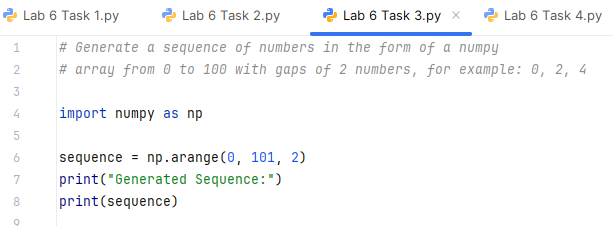 Lab 6 Task 1.py Lab 6 Task 2.py Lab 6 Task 3.py × Lab 6 Task 4.py
1 # Generate a sequence of numbers in the form of a numpy
2 # array from 0 to 100 with gaps of 2 numbers, for example: 0, 2, 4
3
4 import numpy as np
5
6 sequence = np.arange(0, 101, 2)
7 print("Generated Sequence:")
8 print(sequence)
9